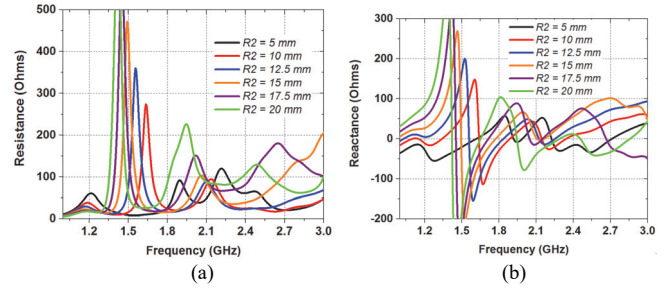 500
400
300
200
100
0
Resistance (Ohms)
R2 = 5 mm
R2 = 10 mm
R2 = 12.5 mm
R2 = 15 mm
R2 = 17.5 mm
R2 = 20 mm
1.2 1.5 1.8 2.1 2.4 2.7 3.0
Frequency (GHz)
(a)
300
200
100
0
-100
-200
Reactance (Ohms)
R2 = 5 mm
R2 = 10 mm
R2 = 12.5 mm
R2 = 15 mm
R2 = 17.5 mm
R2 = 20 mm
1.2 1.5 1.8 2.1 2.4 2.7 3.0
Frequency (GHz)
(b)